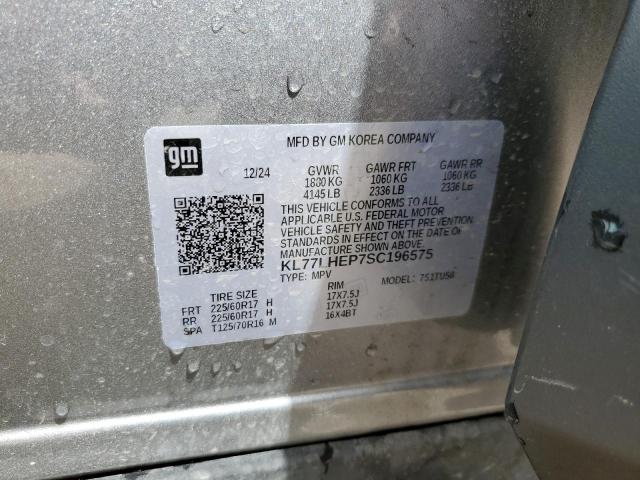 gm
MFD BY GM KOREA COMPANY
12/24 GVWR GAWR FRT GAWR RR
1880 KG 1060 KG 1060 KG
4145 LB 2336 LB 2336 LB
THIS VEHICLE CONFORMS TO ALL
APPLICABLE U.S. FEDERAL MOTOR
VEHICLE SAFETY AND THEFT PREVENTION
STANDARDS IN EFFECT ON THE DATE OF
MANUFACTURE SHOWN ABOVE.
KL77LHEP7SC196575
TYPE: MPV MODEL: 751TU58
TIRE SIZE RIM
FRT 225/60R17 H 17X7.5J
RR 225/60R17 H 17X7.5J
SPA T125/70R16 M 16X4BT